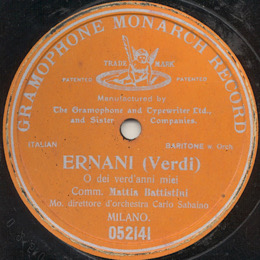 GRAMOPHONE MONARCH RECORD
TRADE MARK
PATENTED PATENTED
Manufactured by
The Gramophone and Typewriter Ltd.,
and Sister Companies.
ITALIAN BARITONE
ERNANI (Verdi)
O dei verd'anni miei
Comm. Mattia Battistini
Mo. direttore d'orchestra Carlo Sabajno
MILANO.
052141